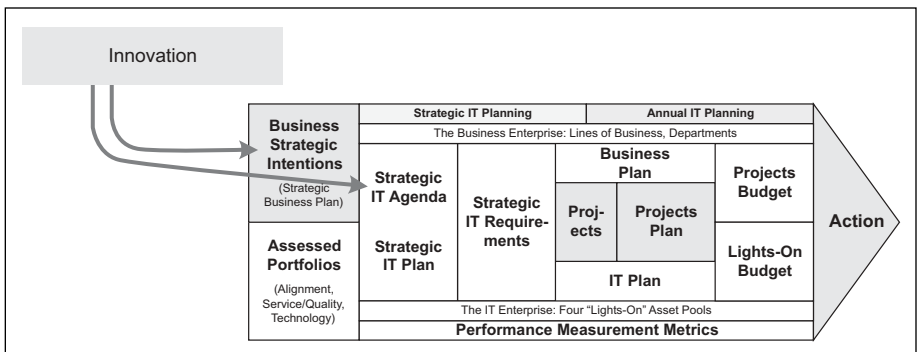 Innovation
Strategic IT Planning
Annual IT Planning
The Business Enterprise: Lines of Business, Departments
Business
Strategic
Intentions
(Strategic
Business Plan)
Assessed
Portfolios
(Alignment,
Service/Quality,
Technology)
Strategic
IT Agenda
Strategic
IT Plan
Strategic
IT Require-
ments
Business
Plan
Proj-
ects
Projects
Plan
IT Plan
Projects
Budget
Lights-On
Budget
Action
The IT Enterprise: Four “Lights-On” Asset Pools
Performance Measurement Metrics